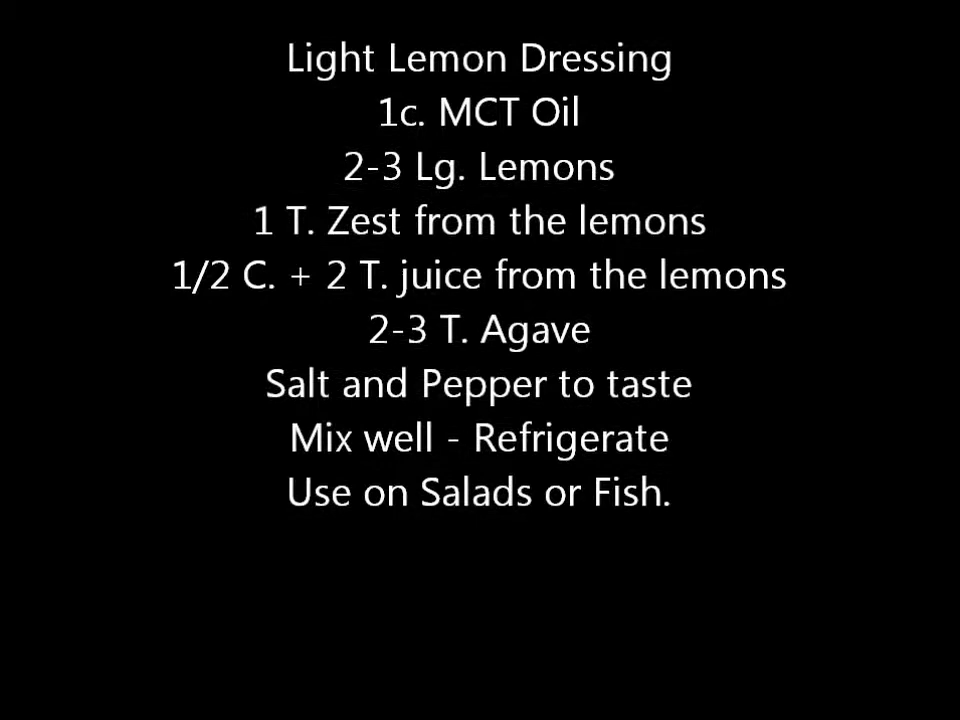 Light Lemon Dressing
1c. MCT Oil
2-3 Lg. Lemons
1 T. Zest from the lemons
1/2 C. + 2 T. juice from the lemons
2-3 T. Agave
Salt and Pepper to taste
Mix well - Refrigerate
Use on Salads or Fish.